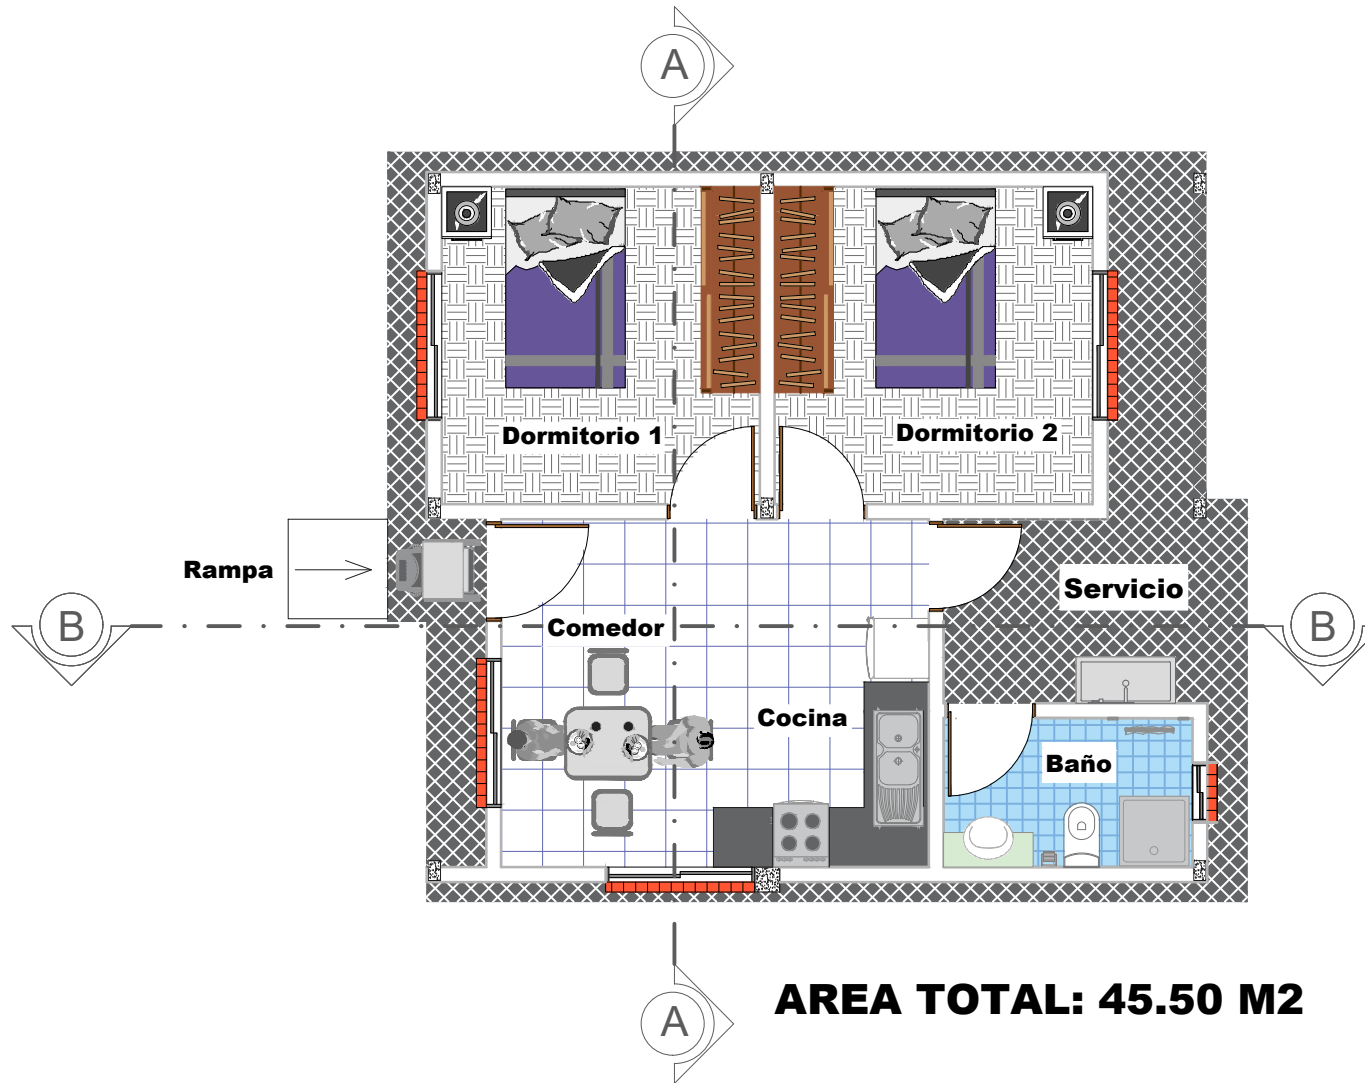 A
Dormitorio 1
Dormitorio 2
Rampa
Servicio
B
Comedor
B
Cocina
Baño
AREA TOTAL: 45.50 M2
A